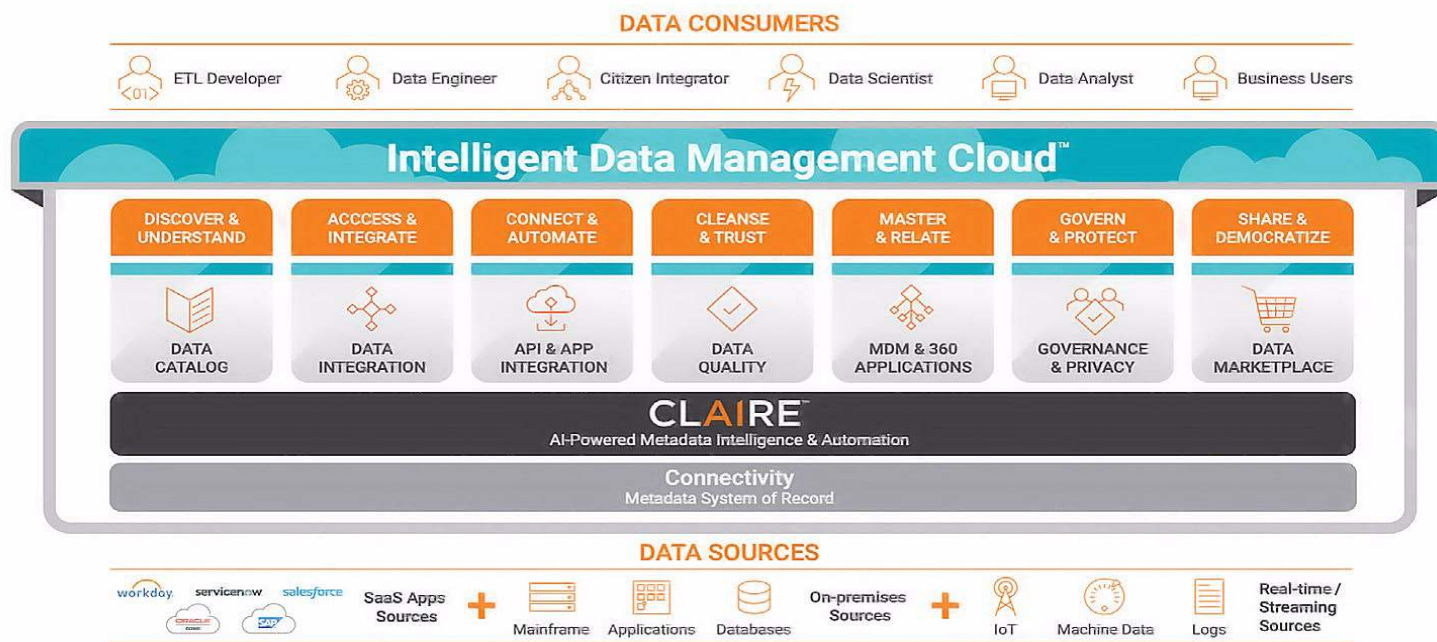 DATA CONSUMERS
ETL Developer
Data Engineer
Citizen Integrator
Data Scientist
Data Analyst
Business Users
<01>
Intelligent Data Management Cloud™
DISCOVER &
UNDERSTAND
ACCCESS &
INTEGRATE
CONNECT &
AUTOMATE
CLEANSE
& TRUST
MASTER
& RELATE
GOVERN
& PROTECT
SHARE &
DEMOCRATIZE
DATA
CATALOG
DATA
INTEGRATION
API & APP
INTEGRATION
DATA
QUALITY
MDM & 360
APPLICATIONS
GOVERNANCE
& PRIVACY
DATA
MARKETPLACE
CLAIRE™
AI-Powered Metadata Intelligence & Automation
Connectivity
Metadata System of Record
DATA SOURCES
workday
servicenow
salesforce
ORACLE
SAP
SaaS Apps
Sources
+
Mainframe
Applications
Databases
On-premises
Sources
+
IoT
Machine Data
Logs
Real-time /
Streaming
Sources